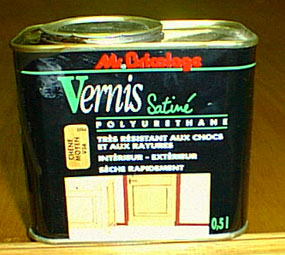 Mr. Bricolage
Vernis Satiné
POLYURETHANE
TRÈS RÉSISTANT AUX CHOCS
ET AUX RAYURES
INTÉRIEUR - EXTÉRIEUR
SÈCHE RAPIDEMENT
CHENE
MOYEN
0,5 l